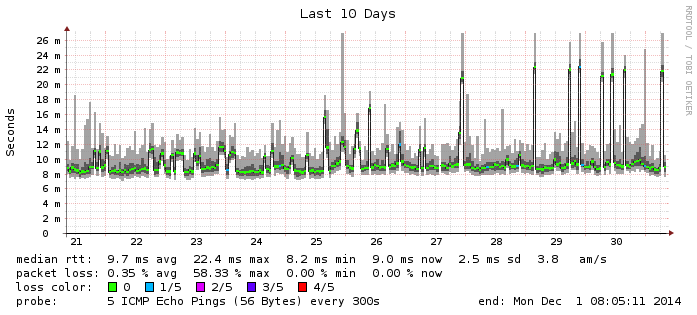 Last 10 Days
RRDTOOL / TOBI OETIKER
Seconds
26 m
24 m
22 m
20 m
18 m
16 m
14 m
12 m
10 m
8 m
6 m
4 m
2 m
0
21 22 23 24 25 26 27 28 29 30
median rtt: 9.7 ms avg 22.4 ms max 8.2 ms min 9.0 ms now 2.5 ms sd 3.8 am/s
packet loss: 0.35 % avg 58.33 % max 0.00 % min 0.00 % now
loss color: 0 1/5 2/5 3/5 4/5
probe: 5 ICMP Echo Pings (56 Bytes) every 300s end: Mon Dec 1 08:05:11 2014